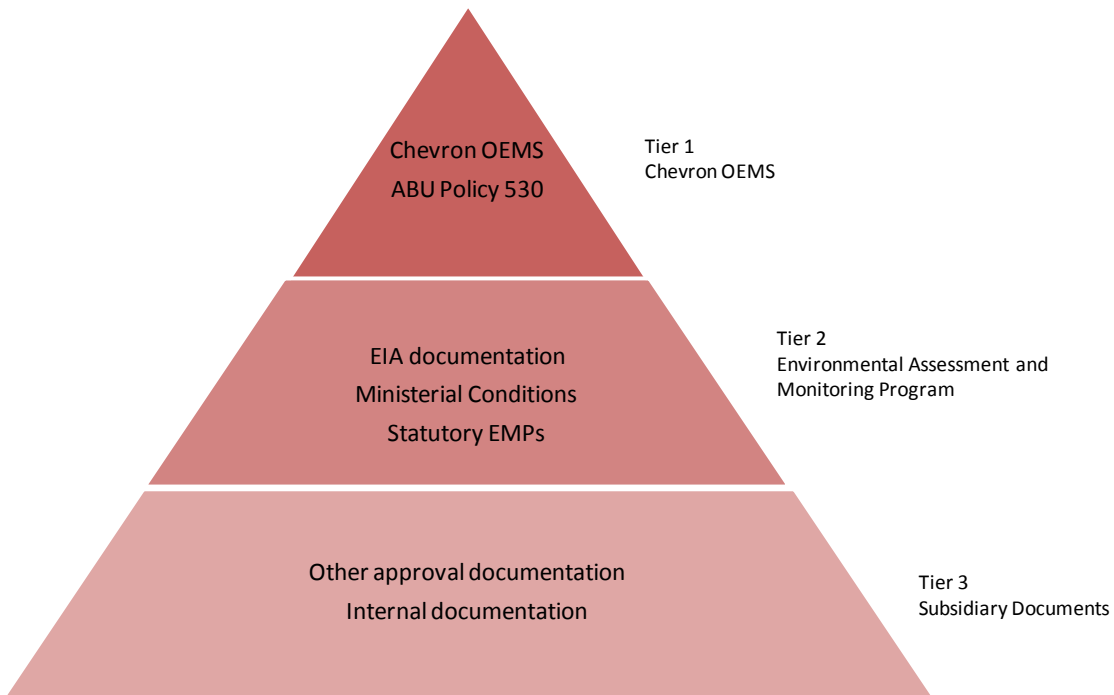 Chevron OEMS
ABU Policy 530
Tier 1
Chevron OEMS
EIA documentation
Ministerial Conditions
Statutory EMPs
Tier 2
Environmental Assessment and
Monitoring Program
Other approval documentation
Internal documentation
Tier 3
Subsidiary Documents